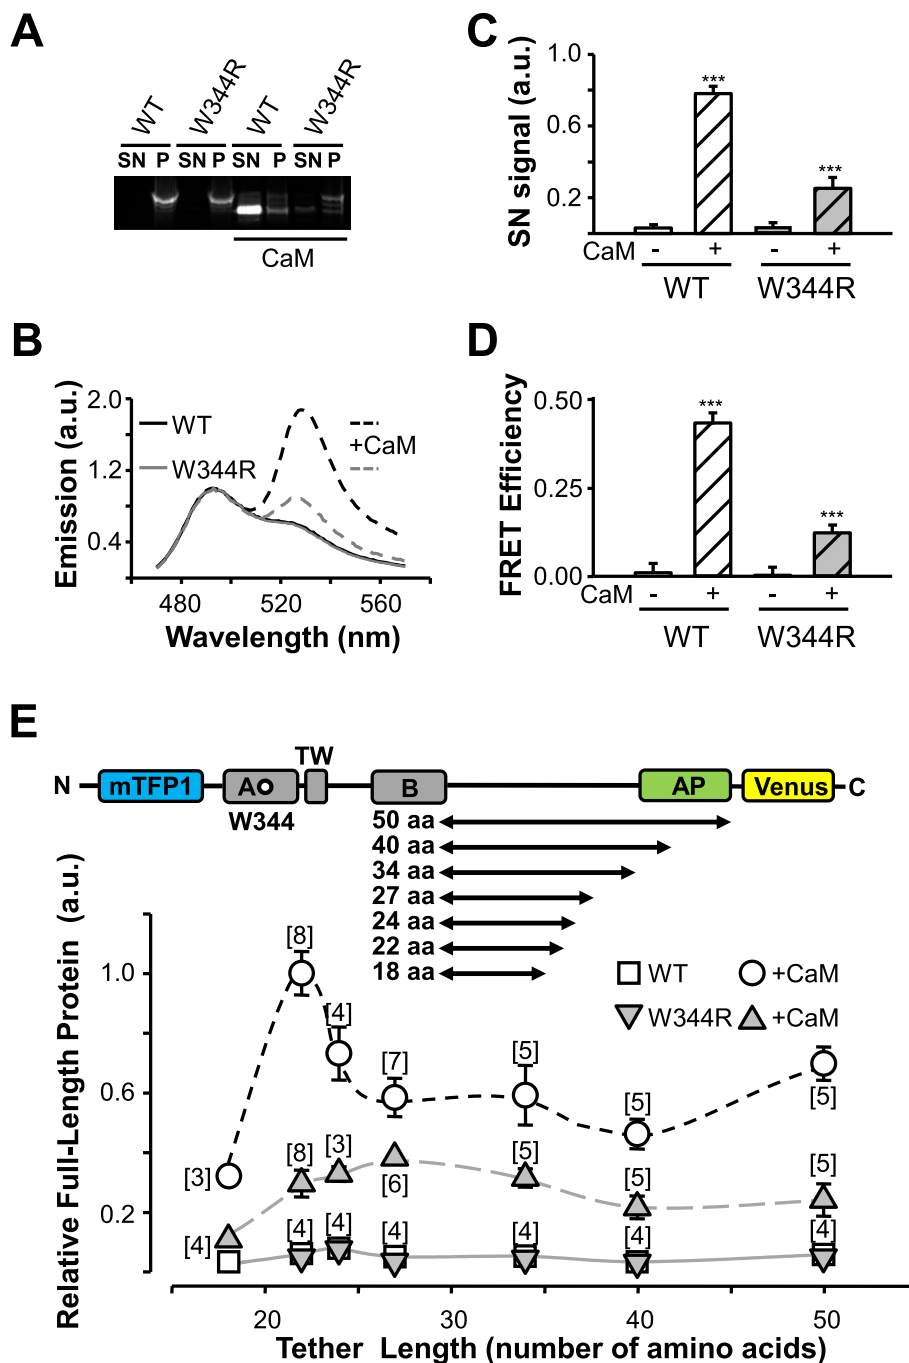 A
WT
W344R
WT
W344R
SN P SN P SN P SN P
CaM
B
Emission (a.u.)
2.0
1.2
0.4
WT
W344R
+CaM
480 520 560
Wavelength (nm)
C
SN signal (a.u.)
1.0
0.6
0.2
***
***
CaM - + - +
WT W344R
D
FRET Efficiency
0.50
0.25
0.00
***
***
CaM - + - +
WT W344R
E
TW
N mTFP1 A B AP Venus C
W344
50 aa
40 aa
34 aa
27 aa
24 aa
22 aa
18 aa
Relative Full-Length Protein (a.u.)
1.0
0.6
0.2
WT +CaM
W344R +CaM
[3] [8] [4] [7] [5] [5] [5]
[8] [3] [6] [5] [5] [5]
[4] [4] [4] [4] [4] [4] [4]
20 30 40 50
Tether Length (number of amino acids)